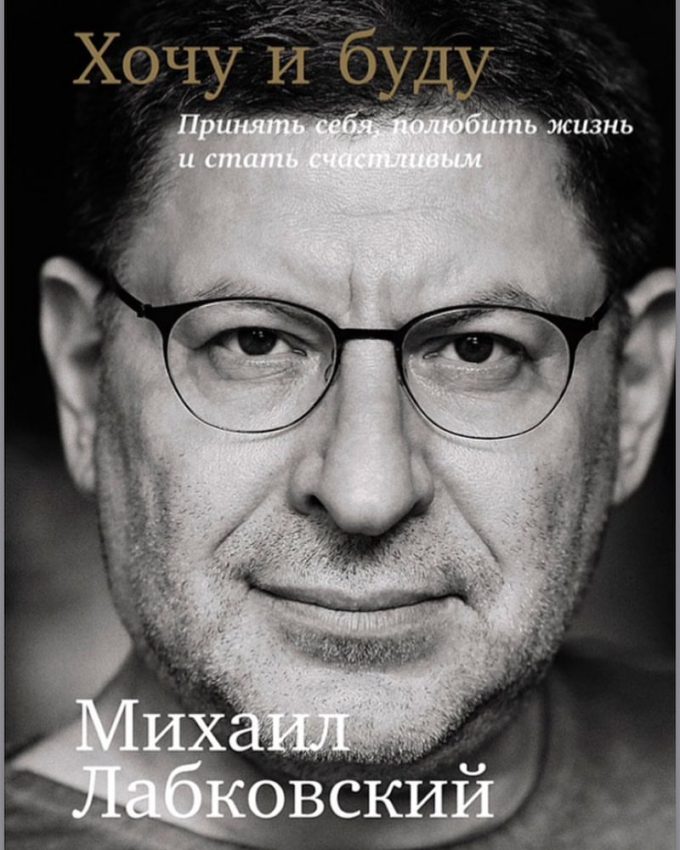 Хочу и буду
Принять себя, полюбить жизнь
и стать счастливым
Михаил
Лабковский